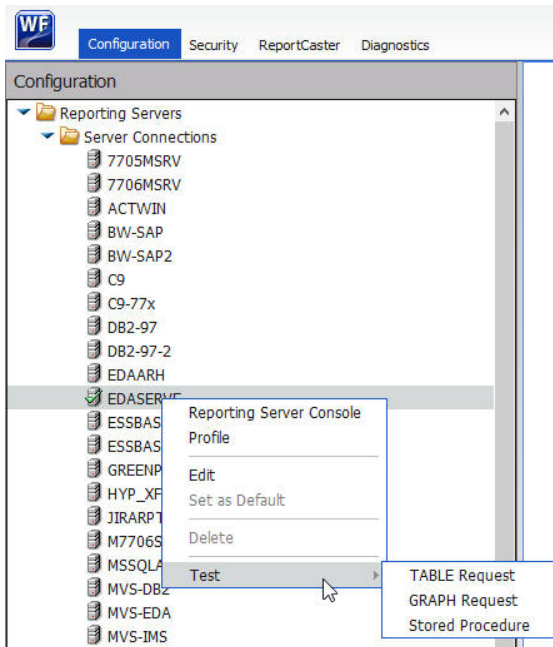 WF
Configuration Security ReportCaster Diagnostics
Configuration
Reporting Servers
Server Connections
7705MSRV
7706MSRV
ACTWIN
BW-SAP
BW-SAP2
C9
C9-77x
DB2-97
DB2-97-2
EDAARH
EDASERVE
Reporting Server Console
ESSBAS
Profile
ESSBAS
GREENP
Edit
HYP_XF
Set as Default
JIRARPT
M7706S
Delete
MSSQLA
Test
TABLE Request
MVS-DB2
GRAPH Request
MVS-EDA
Stored Procedure
MVS-IMS